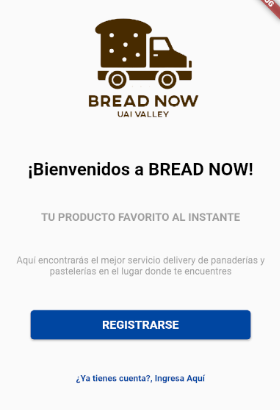 BREAD NOW
UAI VALLEY
¡Bienvenidos a BREAD NOW!
TU PRODUCTO FAVORITO AL INSTANTE
Aquí encontrarás el mejor servicio delivery de panaderías y
pastelerías en el lugar donde te encuentres
REGISTRARSE
¿Ya tienes cuenta?, Ingresa Aquí